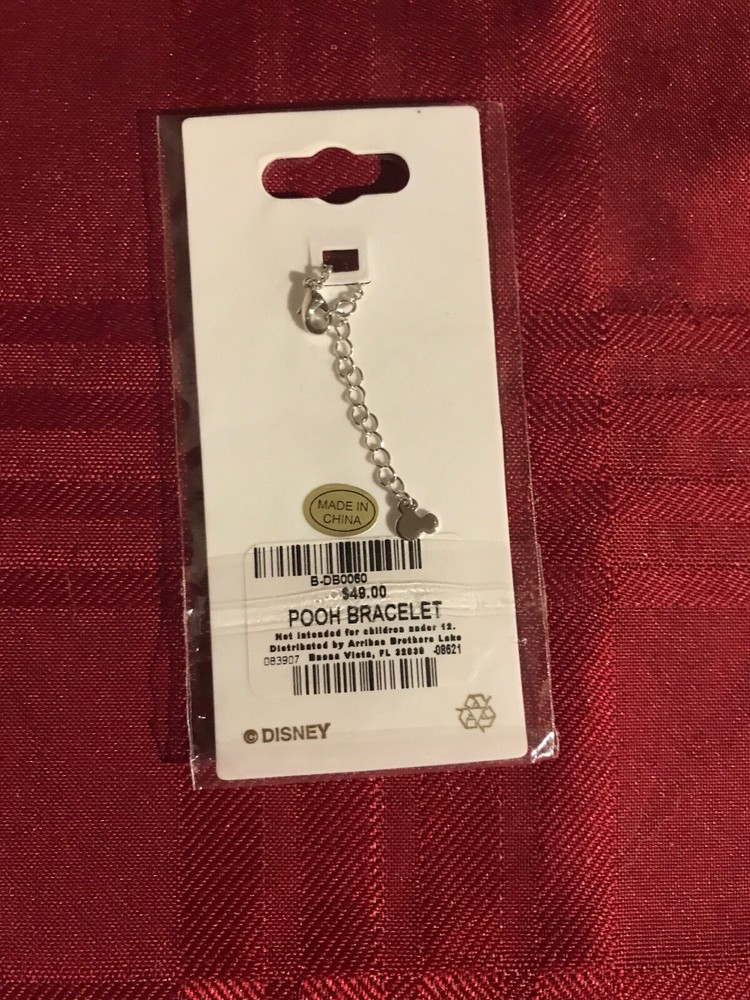 MADE IN
CHINA
B-DB0060
$49.00
POOH BRACELET
Not intended for children under 12.
Distributed by Arribas Brothers Lake
083907 Buena Vista, FL 32830 -08621
© DISNEY